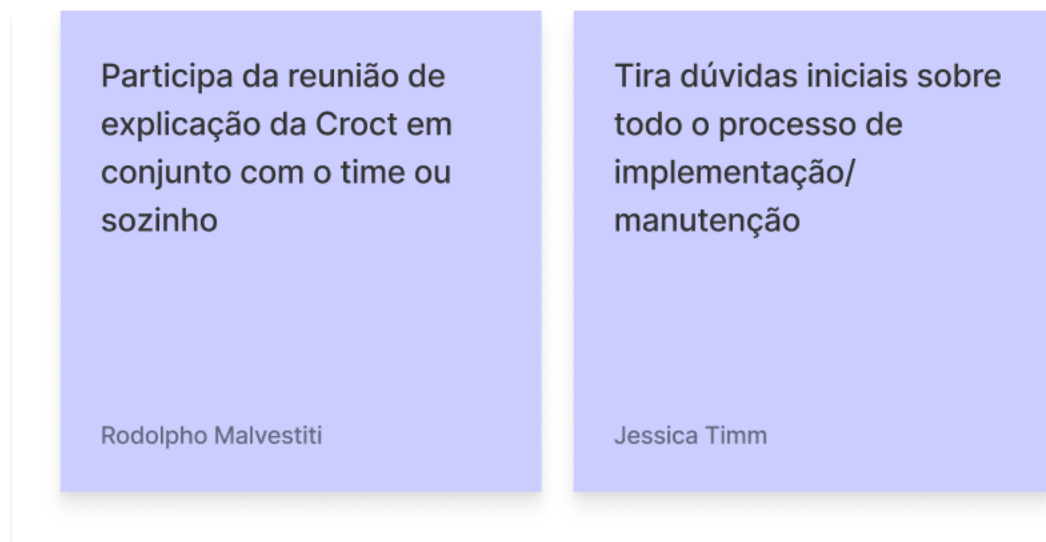 Participa da reunião de
explicação da Croct em
conjunto com o time ou
sozinho
Rodolpho Malvestiti
Tira dúvidas iniciais sobre
todo o processo de
implementação/
manutenção
Jessica Timm